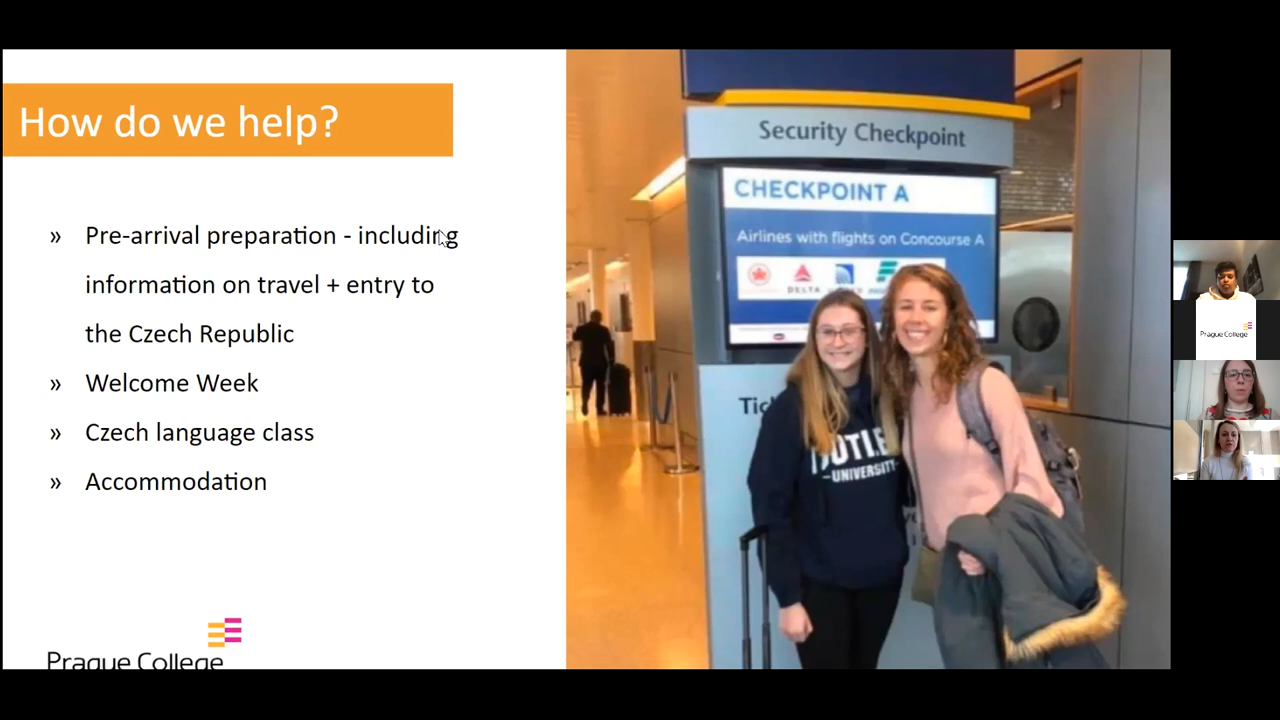 How do we help?
» Pre-arrival preparation - including
information on travel + entry to
the Czech Republic
» Welcome Week
» Czech language class
» Accommodation
Prague College
Security Checkpoint
CHECKPOINT A
Airlines with flights on Concourse A
DELTA
UNIVERSITY
Prague College